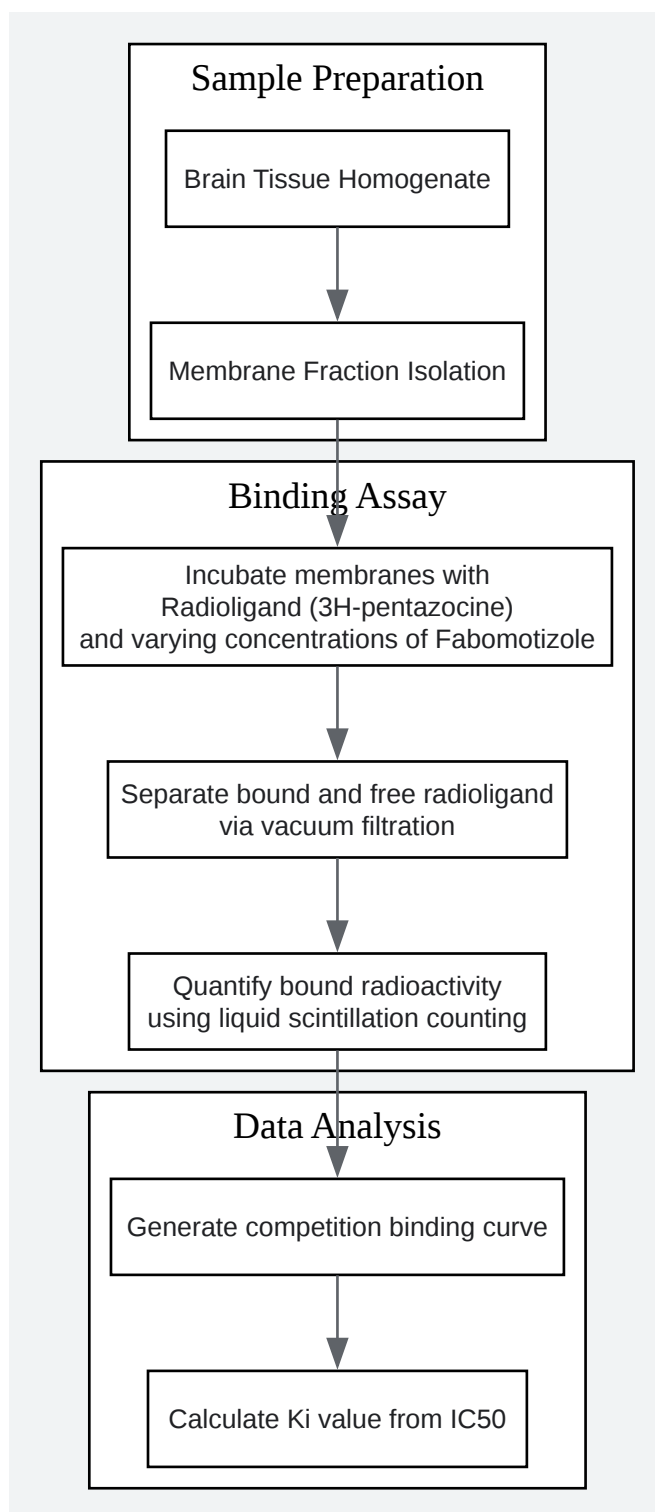 Sample Preparation
Brain Tissue Homogenate
Membrane Fraction Isolation
Binding Assay
Incubate membranes with
Radioligand (3H-pentazocine)
and varying concentrations of Fabomotizole
Separate bound and free radioligand
via vacuum filtration
Quantify bound radioactivity
using liquid scintillation counting
Data Analysis
Generate competition binding curve
Calculate Ki value from IC50